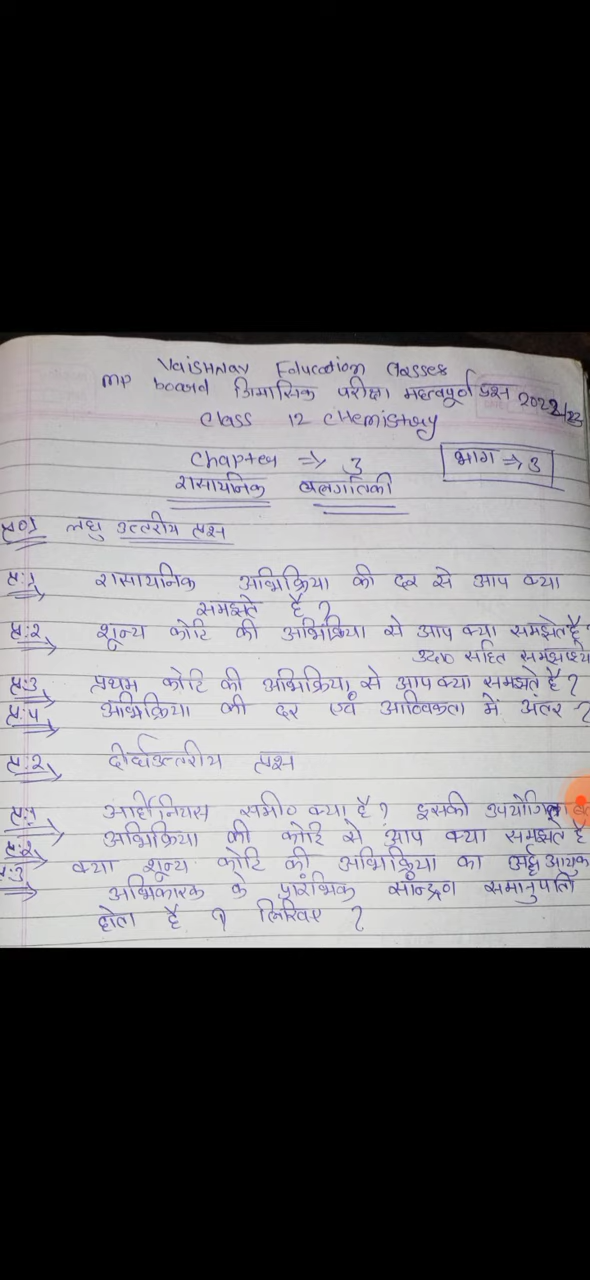 Vaishnav Education Classes
MP board त्रिमासिक परीक्षा महत्वपूर्ण प्रश्न 2022/23
Class 12 Chemistry
Chapter ⇒ 3
भाग ⇒ 3
रासायनिक बलगतिकी
प्र०1 लघु उत्तरीय प्रश्न
प्र:1 रासायनिक अभिक्रिया की दर से आप क्या
समझते है ?
प्र:2 शून्य कोटि की अभिक्रिया से आप क्या समझते है ?
उदा० सहित समझाइये
प्र:3 प्रथम कोटि की अभिक्रिया से आप क्या समझते है ?
प्र:4 अभिक्रिया की दर एवं आण्विकता में अंतर ?
प्र:2 दीर्घउत्तरीय प्रश्न
प्र:1 आर्हीनियस समी० क्या है ? इसकी
प्र:2 अभिक्रिया की कोटि से आप क्या समझते है
प्र:3 क्या शून्य कोटि की अभिक्रिया का अर्द्ध आयुक
अभिकारक के प्रारंभिक सान्द्रण समानुपाती
होता है ? लिखिए ?